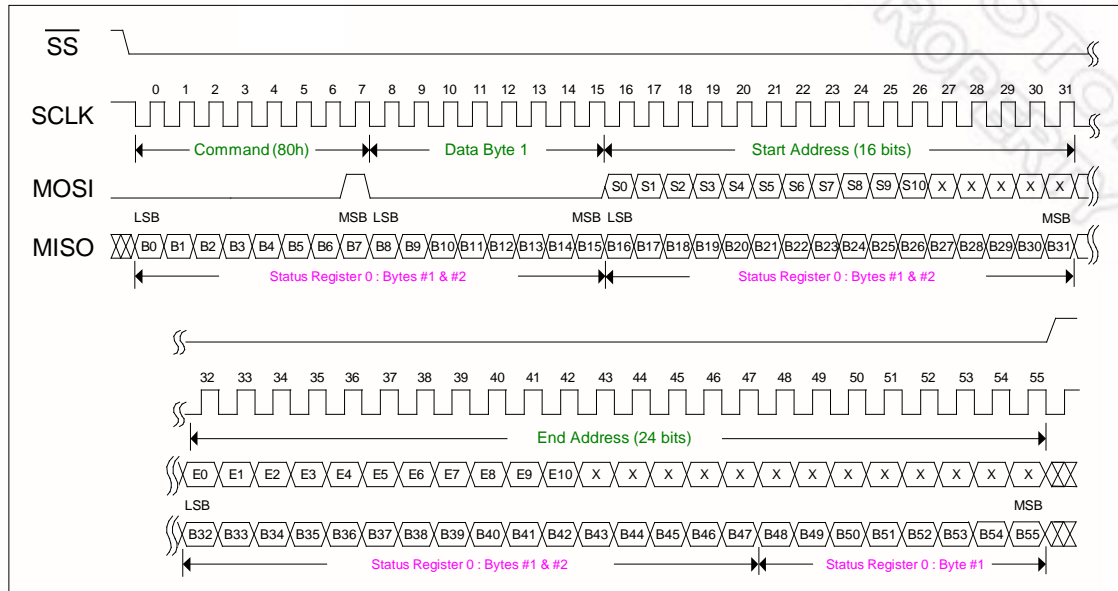 SS
0 1 2 3 4 5 6 7 8 9 10 11 12 13 14 15 16 17 18 19 20 21 22 23 24 25 26 27 28 29 30 31
SCLK
Command (80h) Data Byte 1 Start Address (16 bits)
MOSI S0 S1 S2 S3 S4 S5 S6 S7 S8 S9 S10 X X X X X
LSB MSB LSB MSB LSB MSB
MISO B0 B1 B2 B3 B4 B5 B6 B7 B8 B9 B10 B11 B12 B13 B14 B15 B16 B17 B18 B19 B20 B21 B22 B23 B24 B25 B26 B27 B28 B29 B30 B31
Status Register 0 : Bytes #1 & #2 Status Register 0 : Bytes #1 & #2
32 33 34 35 36 37 38 39 40 41 42 43 44 45 46 47 48 49 50 51 52 53 54 55
End Address (24 bits)
E0 E1 E2 E3 E4 E5 E6 E7 E8 E9 E10 X X X X X X X X X X X X X
LSB MSB
B32 B33 B34 B35 B36 B37 B38 B39 B40 B41 B42 B43 B44 B45 B46 B47 B48 B49 B50 B51 B52 B53 B54 B55
Status Register 0 : Bytes #1 & #2 Status Register 0 : Byte #1